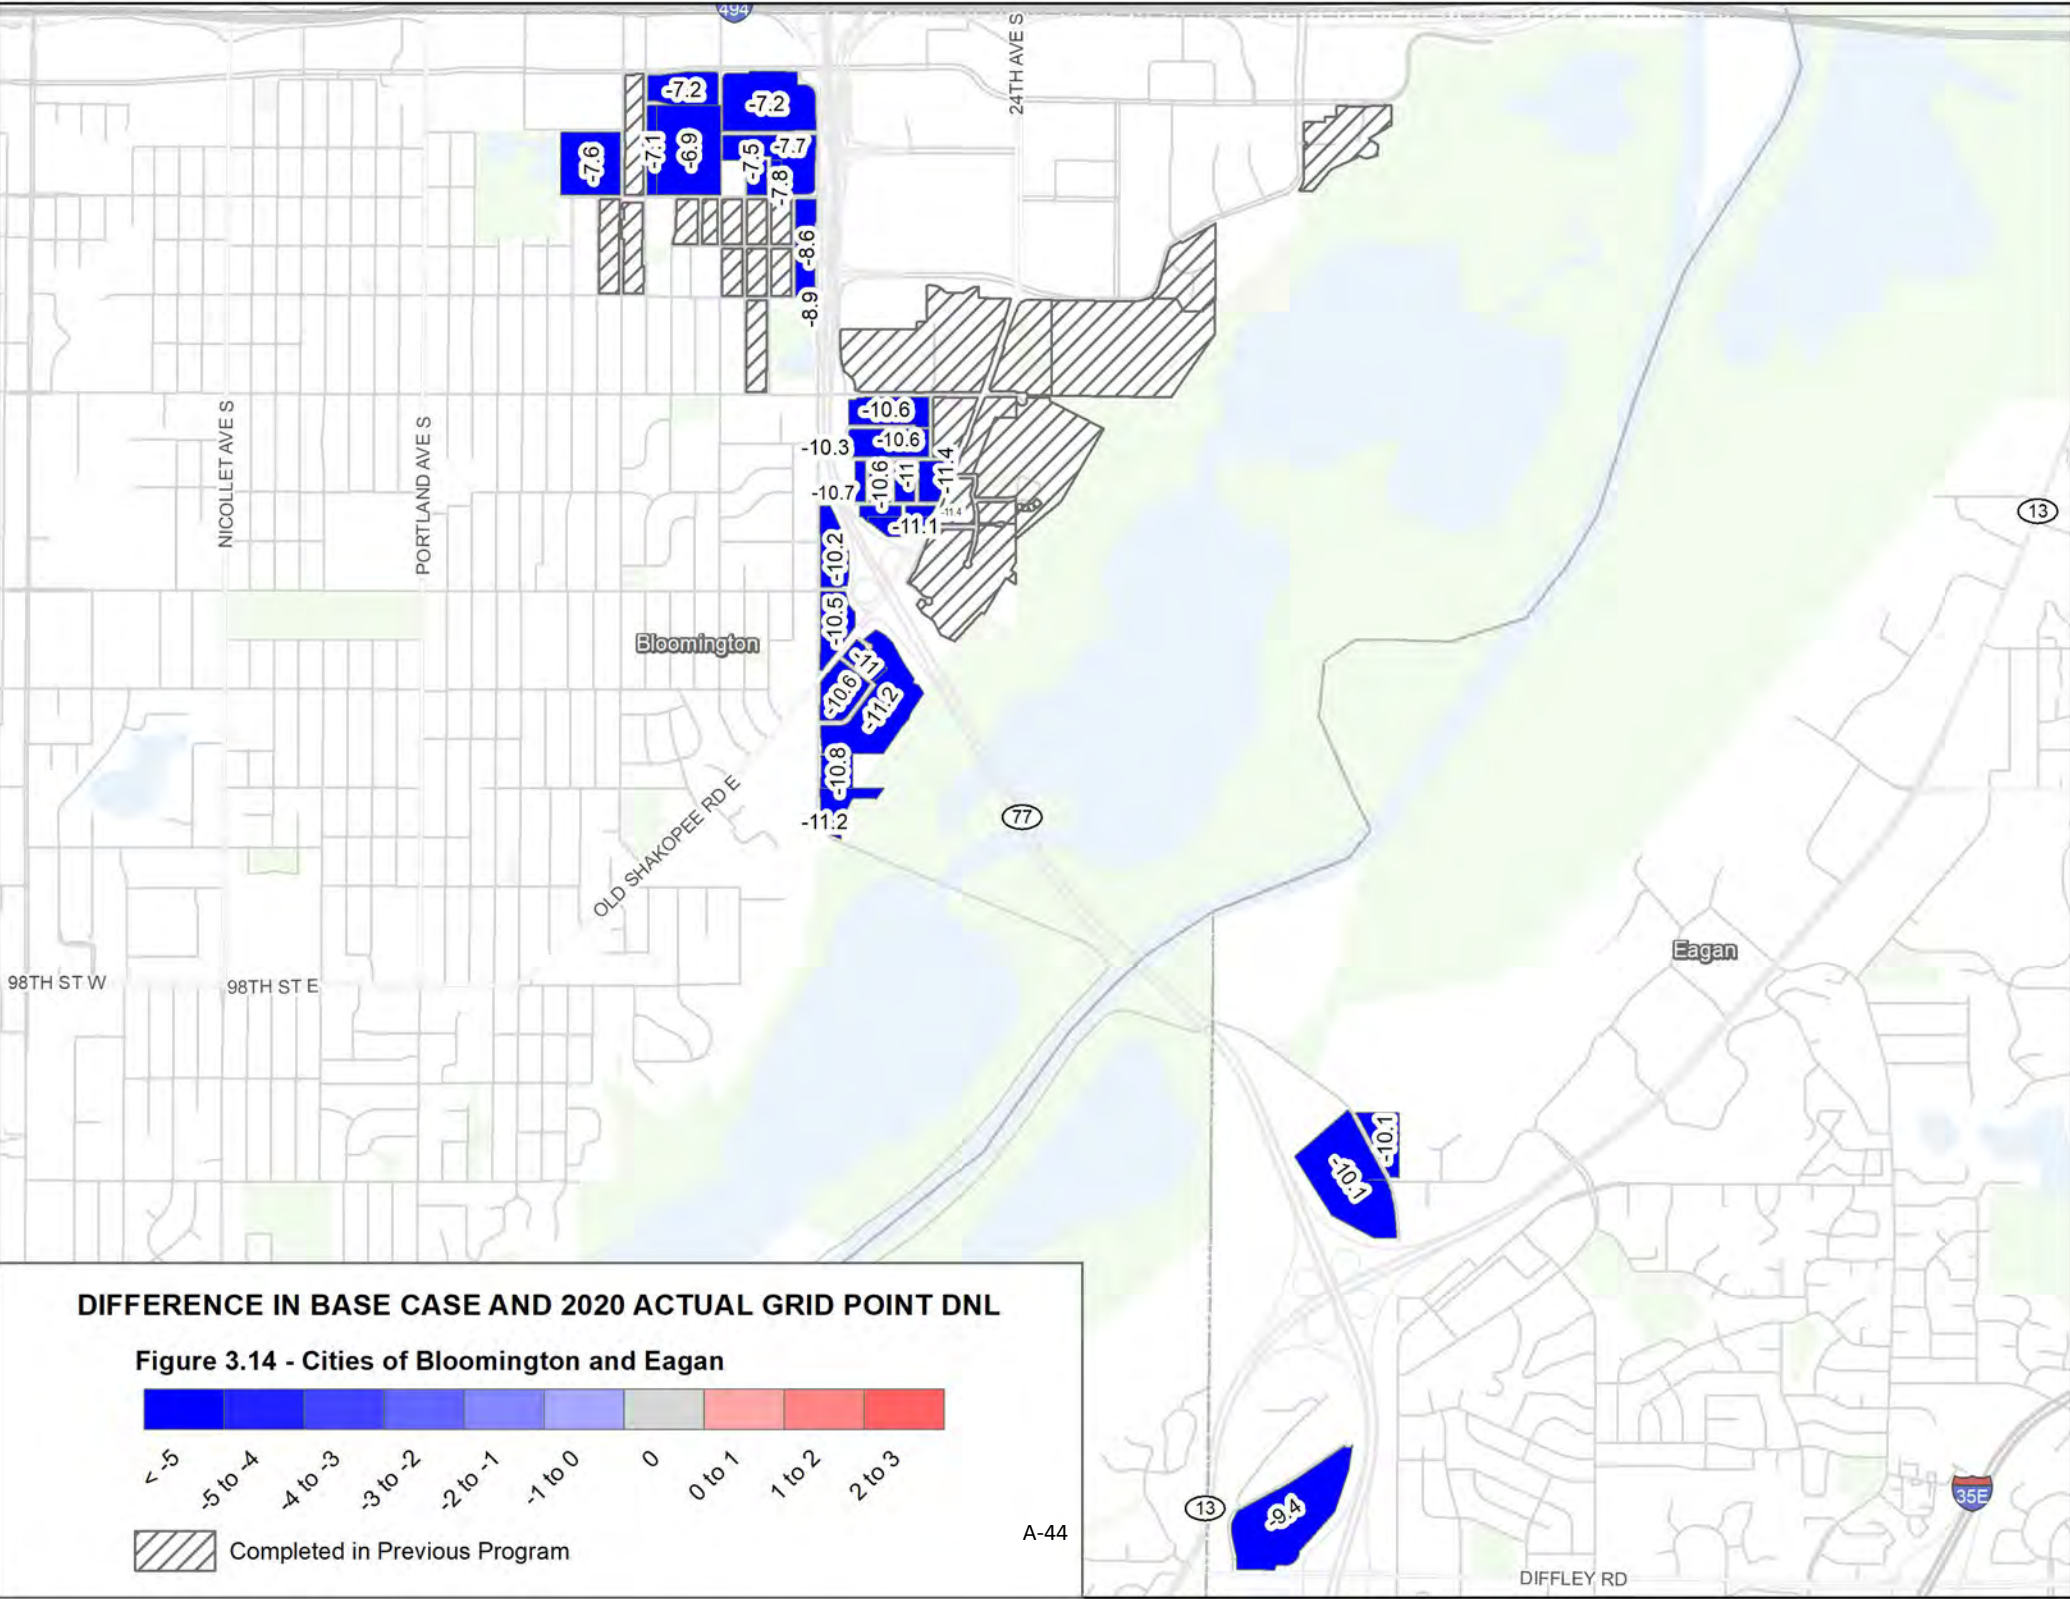 494
24TH AVE S
-7.2
-7.2
-7.6
-7.1
-6.9
-7.5
-7.7
-7.8
-8.6
-8.9
NICOLLET AVE S
PORTLAND AVE S
-10.6
-10.3
-10.6
-10.6
-11
-11.4
-10.7
-11.4
-11.1
13
-10.2
-10.5
Bloomington
-11
-10.6
-11.2
-10.8
OLD SHAKOPEE RD E
-11.2
77
Eagan
98TH ST W
98TH ST E
-10.1
-10.1
DIFFERENCE IN BASE CASE AND 2020 ACTUAL GRID POINT DNL
Figure 3.14 - Cities of Bloomington and Eagan
< -5
-5 to -4
-4 to -3
-3 to -2
-2 to -1
-1 to 0
0
0 to 1
1 to 2
2 to 3
Completed in Previous Program
A-44
13
-9.4
35E
DIFFLEY RD